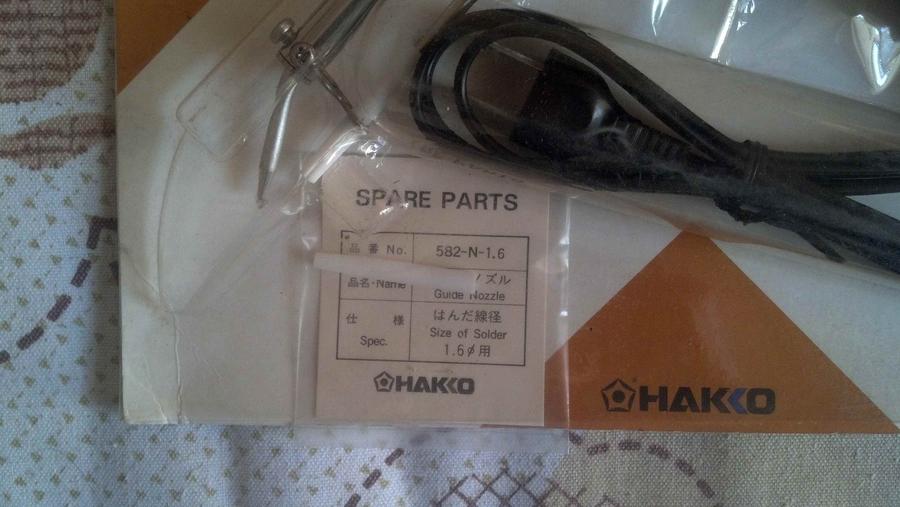 SPARE PARTS
品番 No. 582-N-1.6
品名・Name ノズル
Guide Nozzle
仕様 はんだ線径
Spec. Size of Solder
1.6φ用
HAKKO
HAKKO